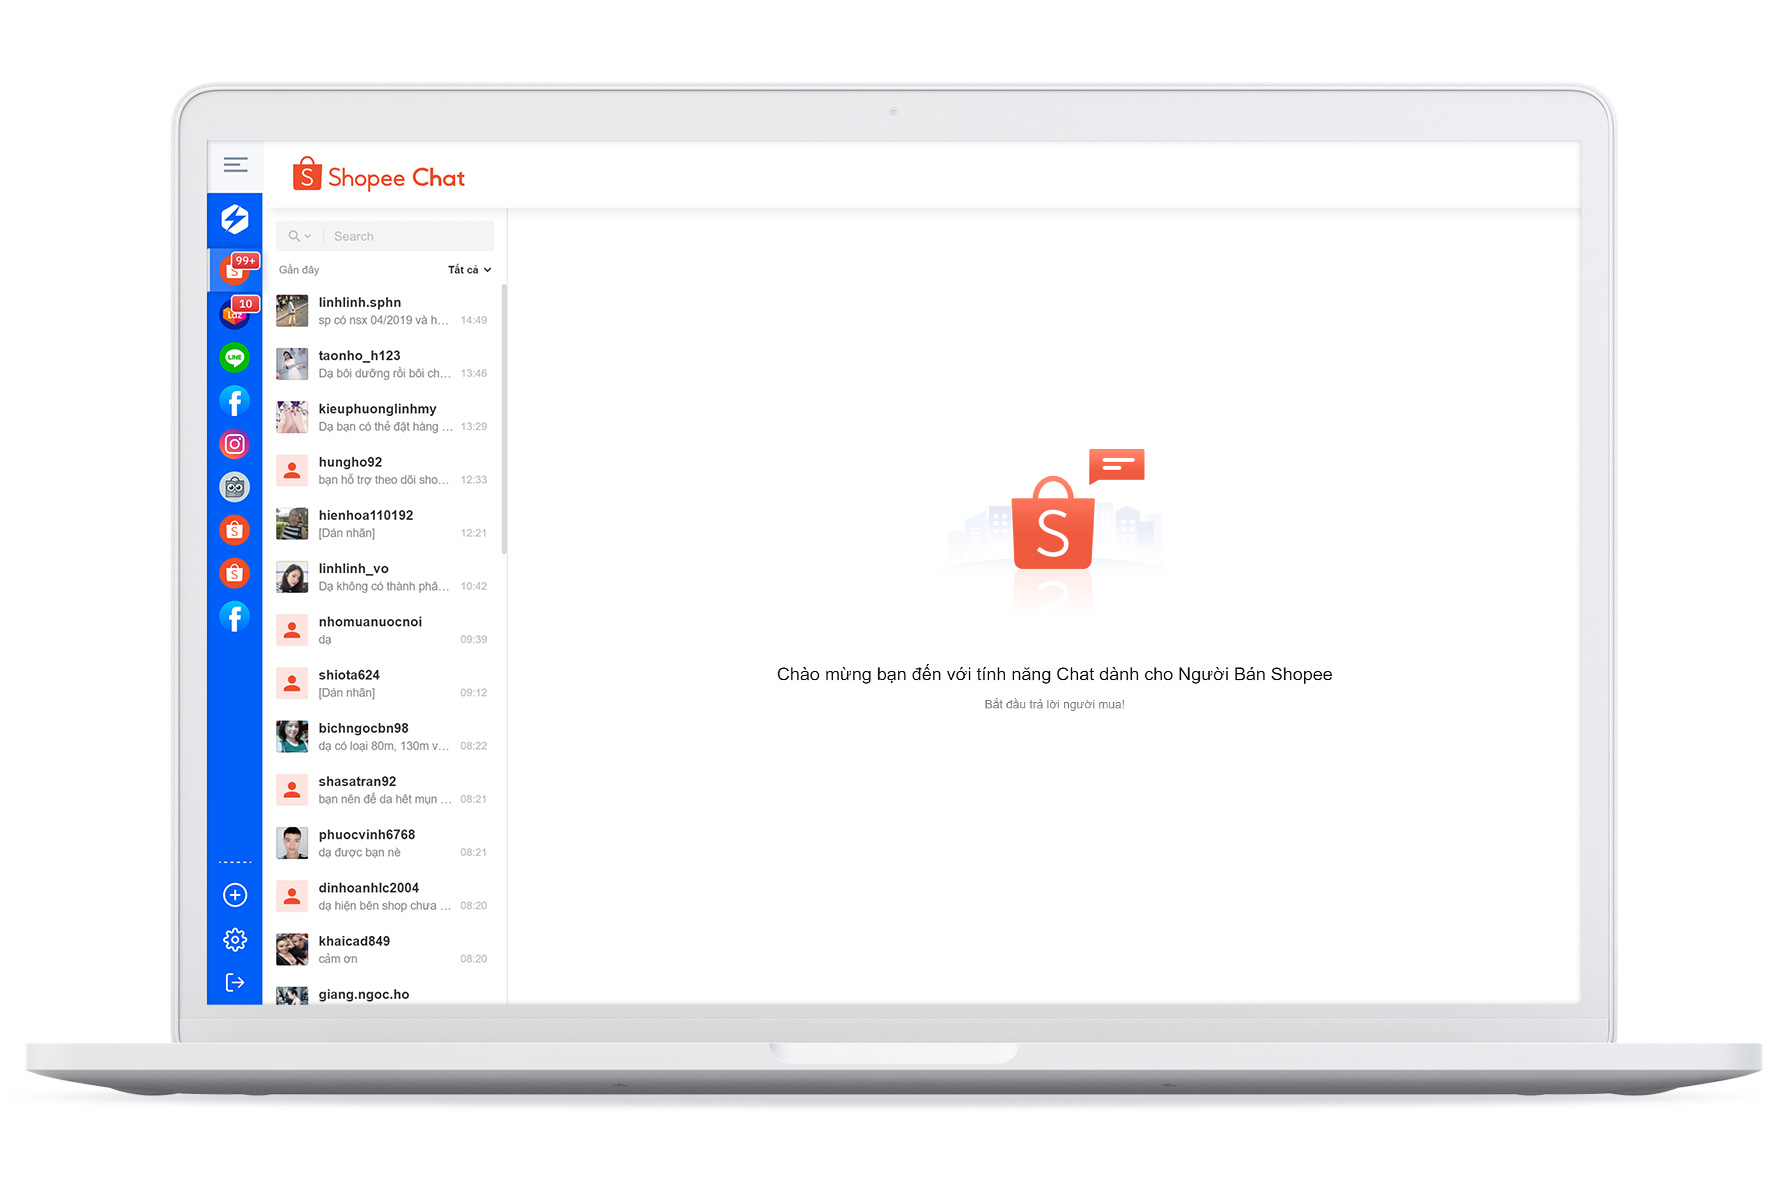 Shopee Chat
99+
10
Laz
LINE
Search
Gần đây
Tất cả
linhlinh.sphn
sp có nsx 04/2019 và h... 14:49
taonho_h123
Dạ bôi dưỡng rồi bôi ch... 13:46
kieuphuonglinhmy
Dạ bạn có thẻ đặt hàng ... 13:29
hungho92
bạn hỗ trợ theo dõi sho... 12:33
hienhoa110192
[Dán nhãn] 12:21
linhlinh_vo
Dạ không có thành phâ... 10:42
nhomuanuocnoi
dạ 09:39
shiota624
[Dán nhãn] 09:12
bichngocbn98
dạ có loại 80m, 130m v... 08:22
shasatran92
bạn nên để da hêt mụn ... 08:21
phuocvinh6768
dạ được bạn nè 08:21
dinhoanhlc2004
dạ hiện bên shop chưa ... 08:20
khaicad849
cảm ơn 08:20
giang.ngoc.ho
Chào mừng bạn đến với tính năng Chat dành cho Người Bán Shopee
Bắt đầu trả lời người mua!